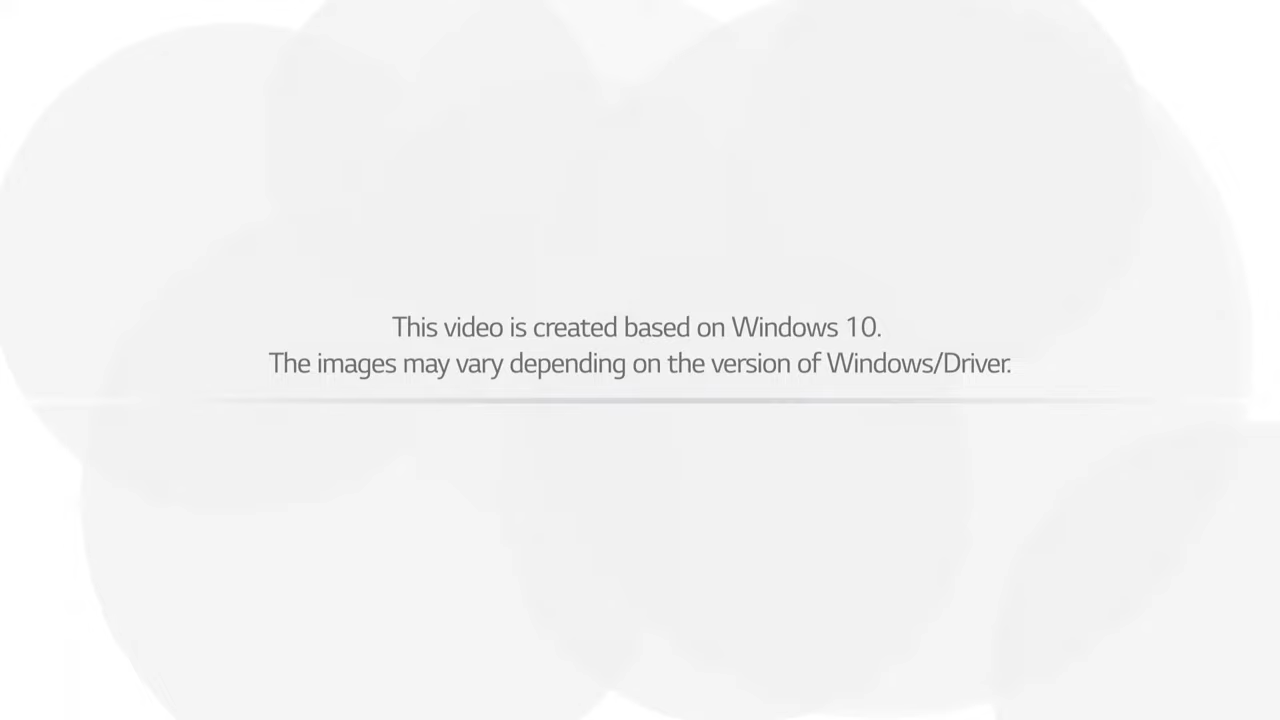 This video is created based on Windows 10.
The images may vary depending on the version of Windows/Driver.